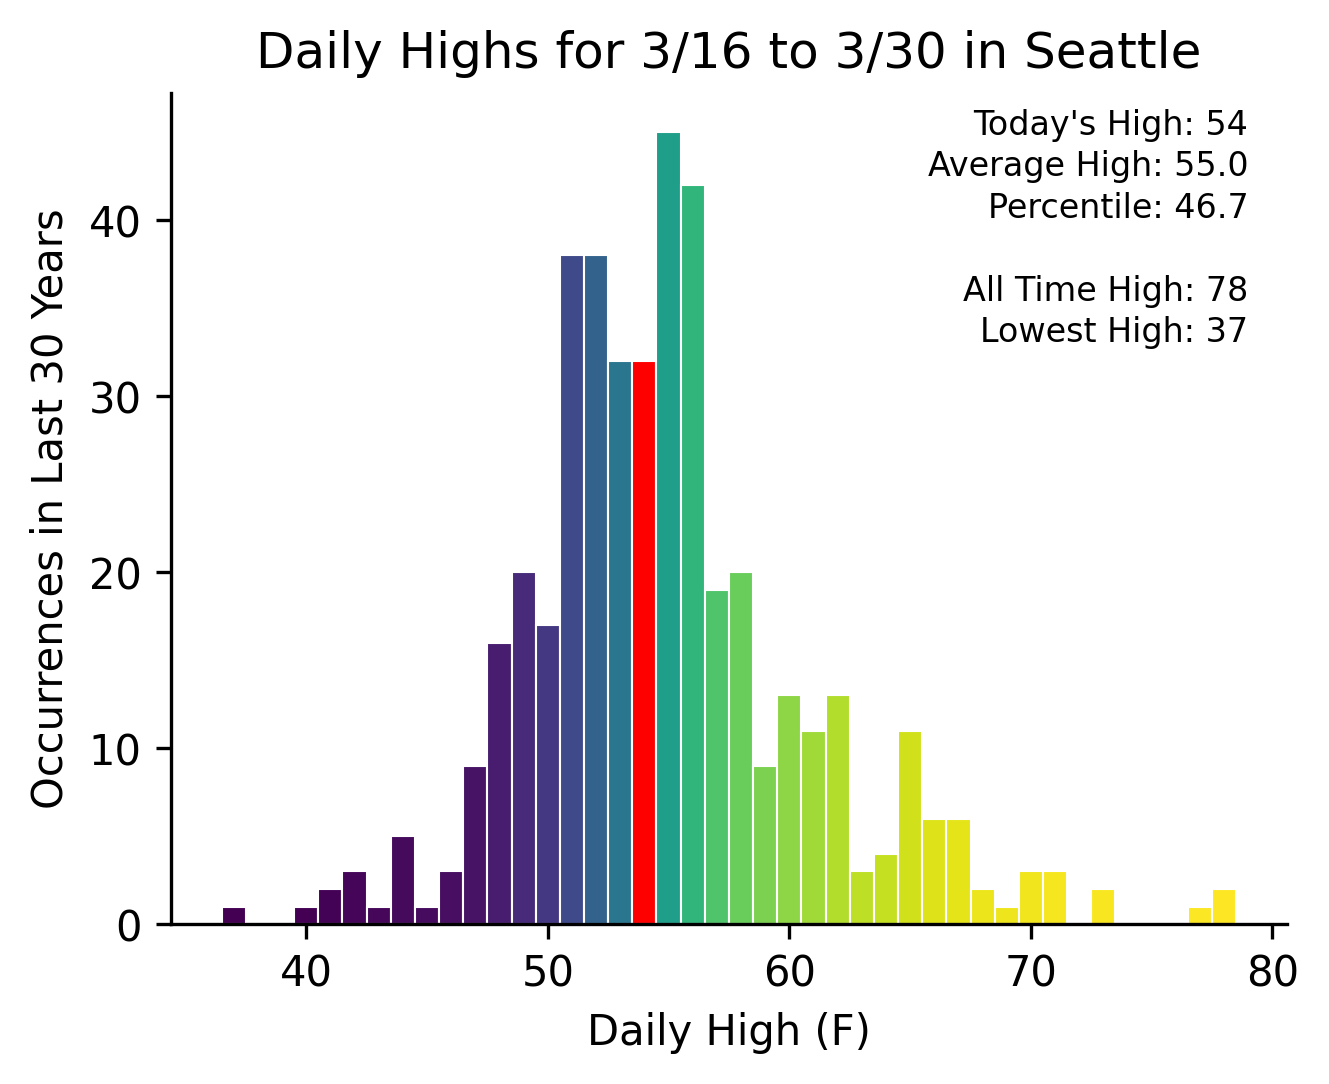 Daily Highs for 3/16 to 3/30 in Seattle
Today's High: 54
Average High: 55.0
Percentile: 46.7
All Time High: 78
Lowest High: 37
Occurrences in Last 30 Years
40
30
20
10
0
40 50 60 70 80
Daily High (F)